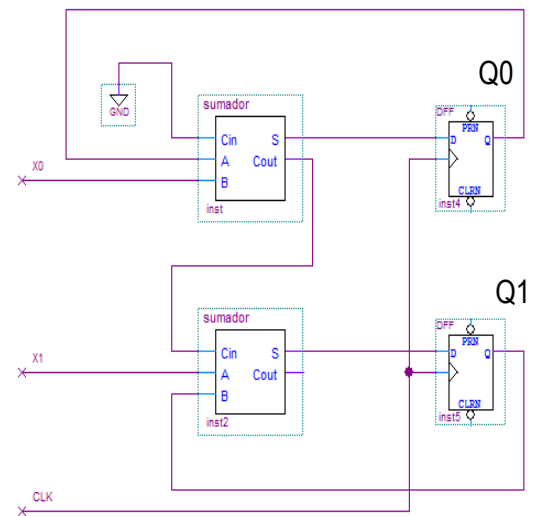 Q0
GND
sumador
Cin
S
A
Cout
B
inst
DFF
PRN
D
Q
CLRN
inst4
X0
Q1
sumador
Cin
S
A
Cout
B
inst2
DFF
PRN
D
Q
CLRN
inst5
X1
CLK